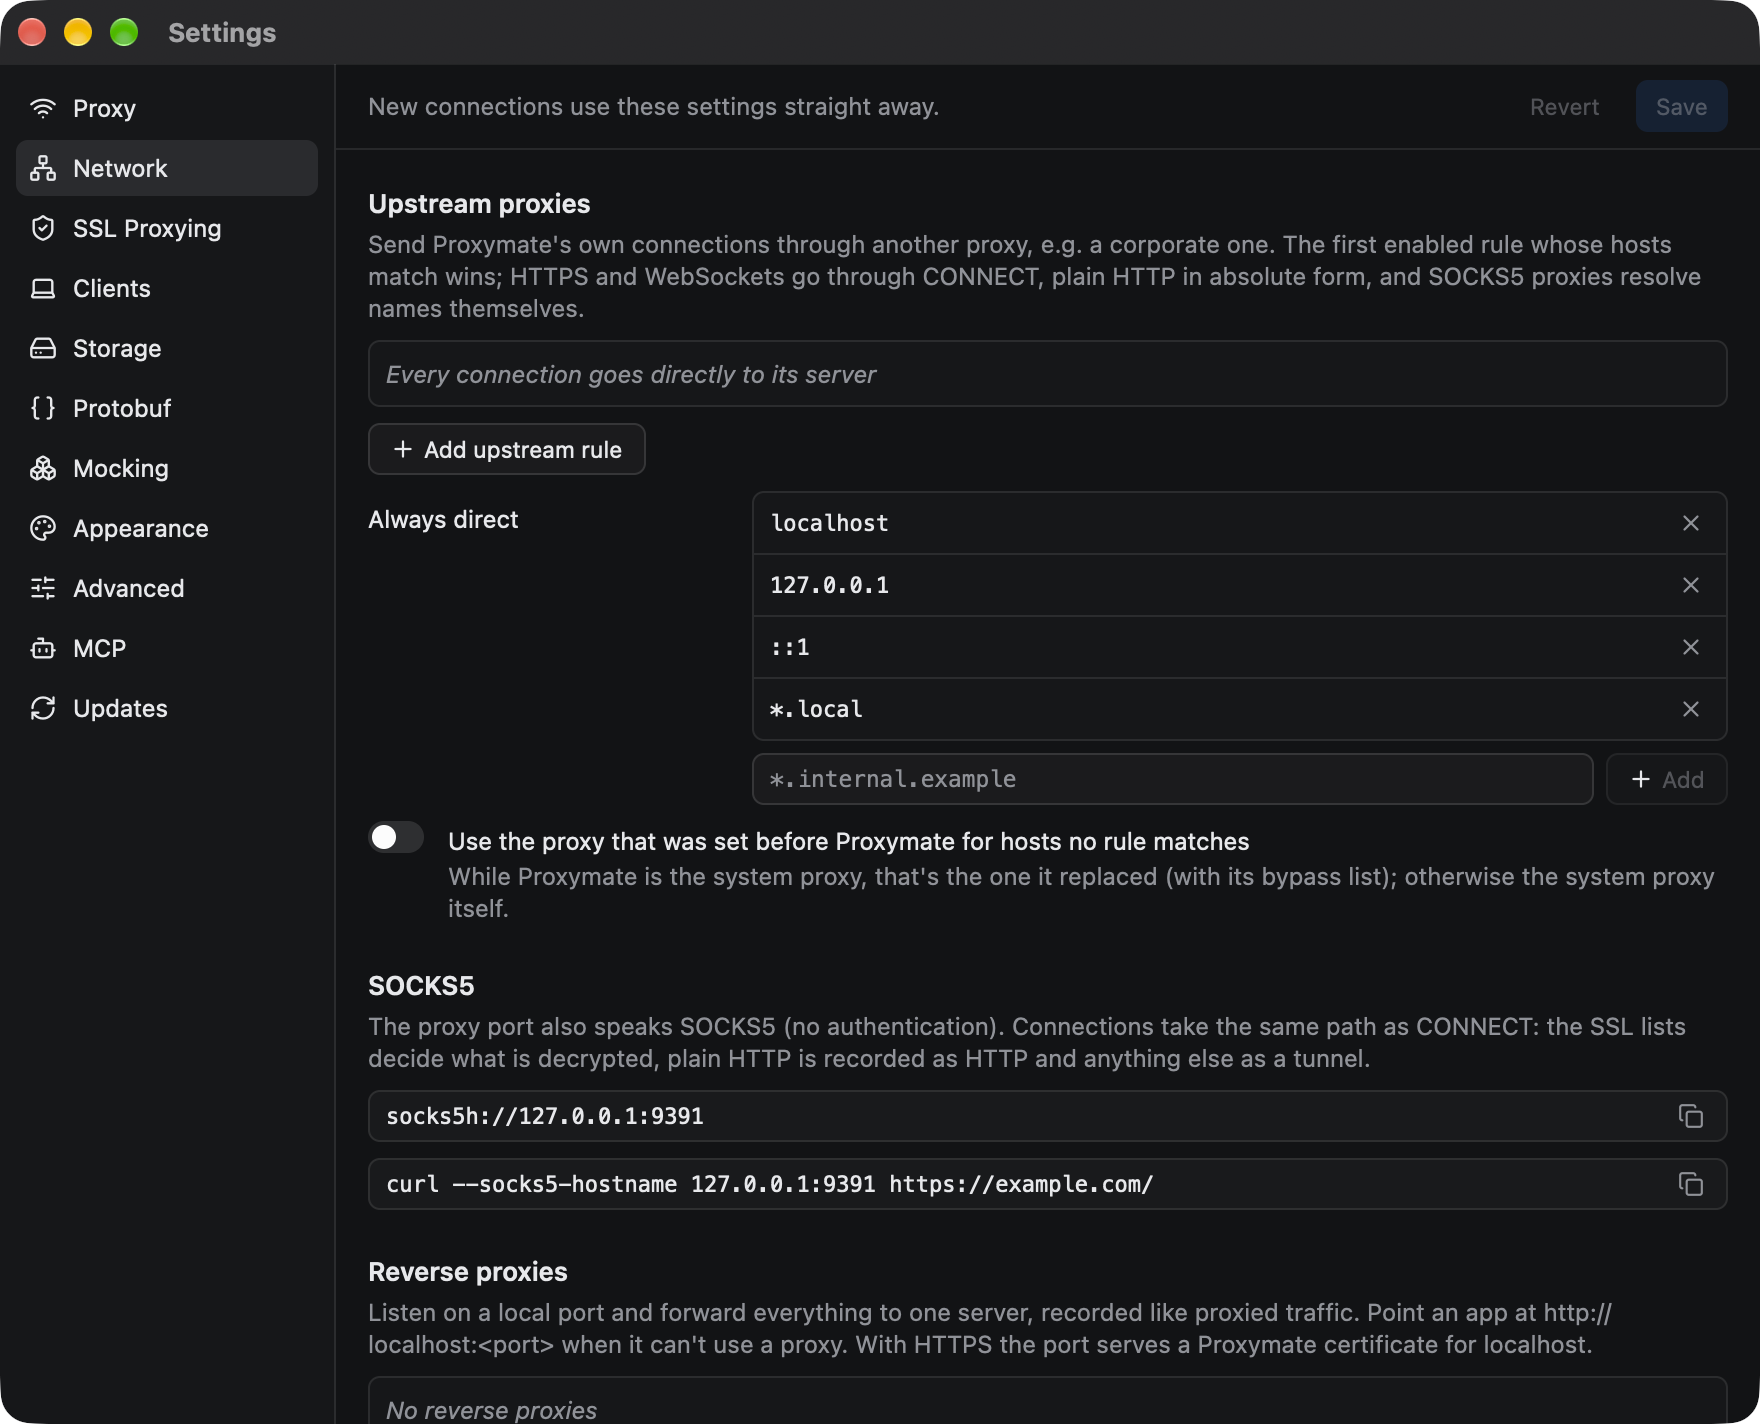 Settings
Proxy
Network
SSL Proxying
Clients
Storage
Protobuf
Mocking
Appearance
Advanced
MCP
Updates
New connections use these settings straight away.
Revert
Save
Upstream proxies
Send Proxymate's own connections through another proxy, e.g. a corporate one. The first enabled rule whose hosts
match wins; HTTPS and WebSockets go through CONNECT, plain HTTP in absolute form, and SOCKS5 proxies resolve
names themselves.
Every connection goes directly to its server
+ Add upstream rule
Always direct
localhost
127.0.0.1
::1
*.local
*.internal.example
+ Add
Use the proxy that was set before Proxymate for hosts no rule matches
While Proxymate is the system proxy, that's the one it replaced (with its bypass list); otherwise the system proxy
itself.
SOCKS5
The proxy port also speaks SOCKS5 (no authentication). Connections take the same path as CONNECT: the SSL lists
decide what is decrypted, plain HTTP is recorded as HTTP and anything else as a tunnel.
socks5h://127.0.0.1:9391
curl --socks5-hostname 127.0.0.1:9391 https://example.com/
Reverse proxies
Listen on a local port and forward everything to one server, recorded like proxied traffic. Point an app at http://
localhost:<port> when it can't use a proxy. With HTTPS the port serves a Proxymate certificate for localhost.
No reverse proxies